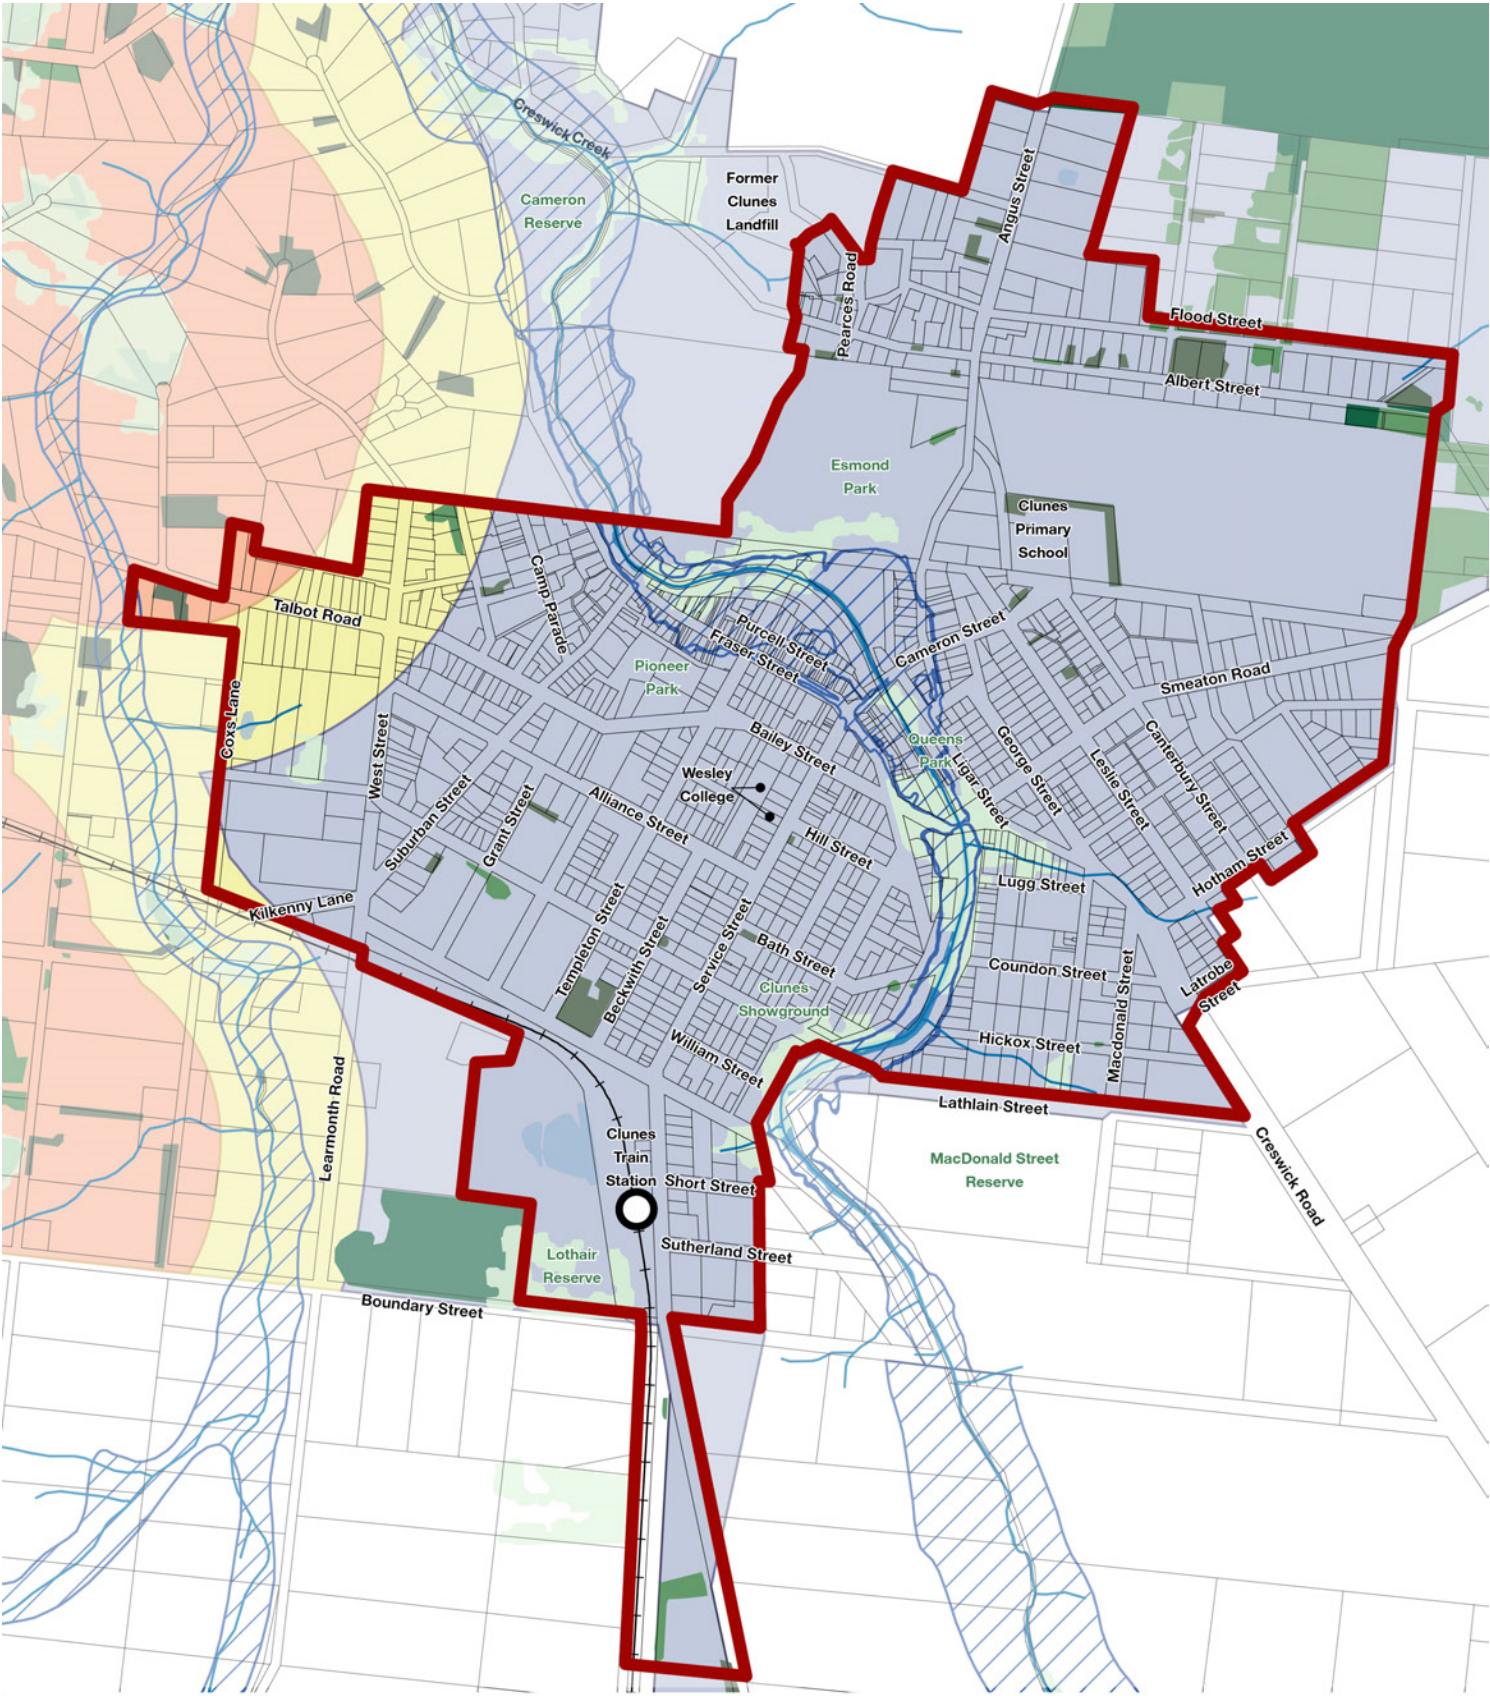 Creswick Creek
Former
Clunes
Landfill
Cameron
Reserve
Angus Street
Pearces Road
Flood Street
Albert Street
Esmond
Park
Clunes
Primary
School
Camp Parade
Talbot Road
Purcell Street
Fraser Street
Cameron Street
Pioneer
Park
Smeaton Road
Coxs Lane
West Street
Bailey Street
Queens
Park
Ligar Street
George Street
Leslie Street
Canterbury Street
Wesley
College
Suburban Street
Grant Street
Alliance Street
Hill Street
Hotham Street
Lugg Street
Kilkenny Lane
Templeton Street
Beckwith Street
Service Street
Bath Street
Coundon Street
Macdonald Street
Latrobe
Street
Clunes
Showground
William Street
Hickox Street
Learmonth Road
Lathlain Street
Clunes
Train
Station
Short Street
MacDonald Street
Reserve
Creswick Road
Lothair
Reserve
Sutherland Street
Boundary Street